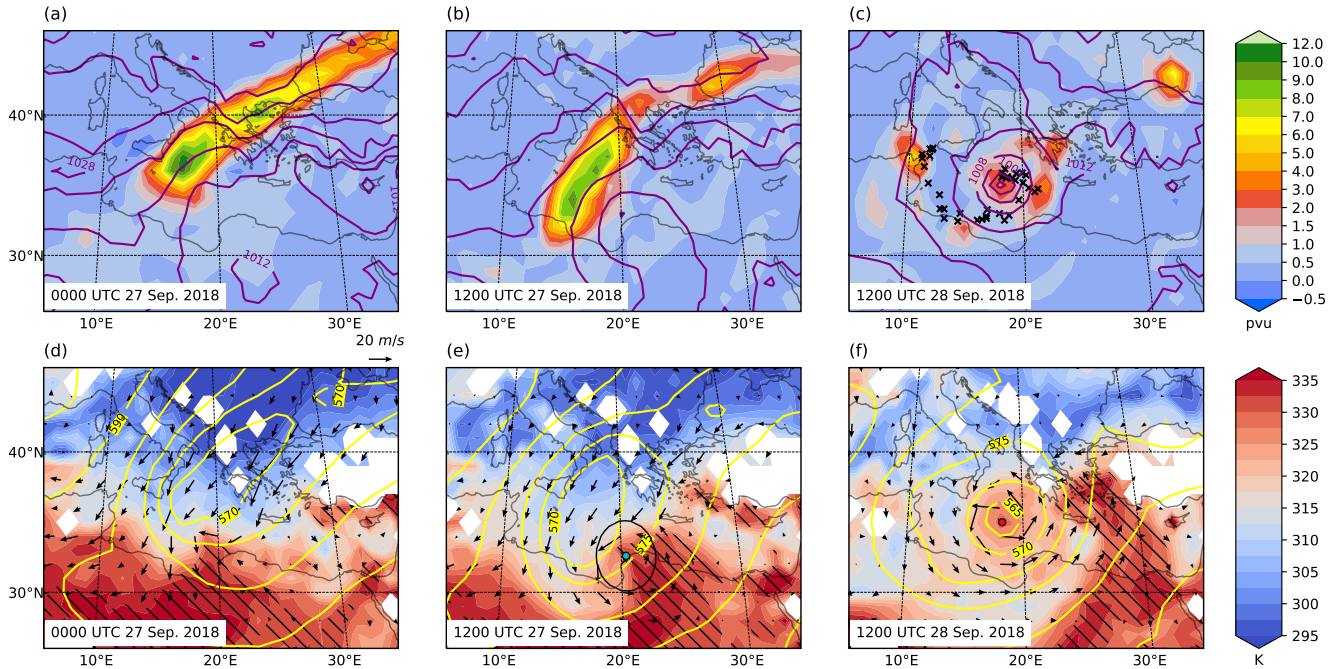 (a)
(b)
(c)
40°N
30°N
1028
1012
1012
1008
1012
0000 UTC 27 Sep. 2018
1200 UTC 27 Sep. 2018
1200 UTC 28 Sep. 2018
10°E
20°E
30°E
10°E
20°E
30°E
10°E
20°E
30°E
12.0
10.0
9.0
8.0
7.0
6.0
5.0
4.0
3.0
2.0
1.5
1.0
0.5
0.0
−0.5
pvu
20 m/s
(d)
(e)
(f)
40°N
30°N
590
570
570
570
575
575
565
570
0000 UTC 27 Sep. 2018
1200 UTC 27 Sep. 2018
1200 UTC 28 Sep. 2018
10°E
20°E
30°E
10°E
20°E
30°E
10°E
20°E
30°E
335
330
325
320
315
310
305
300
295
K